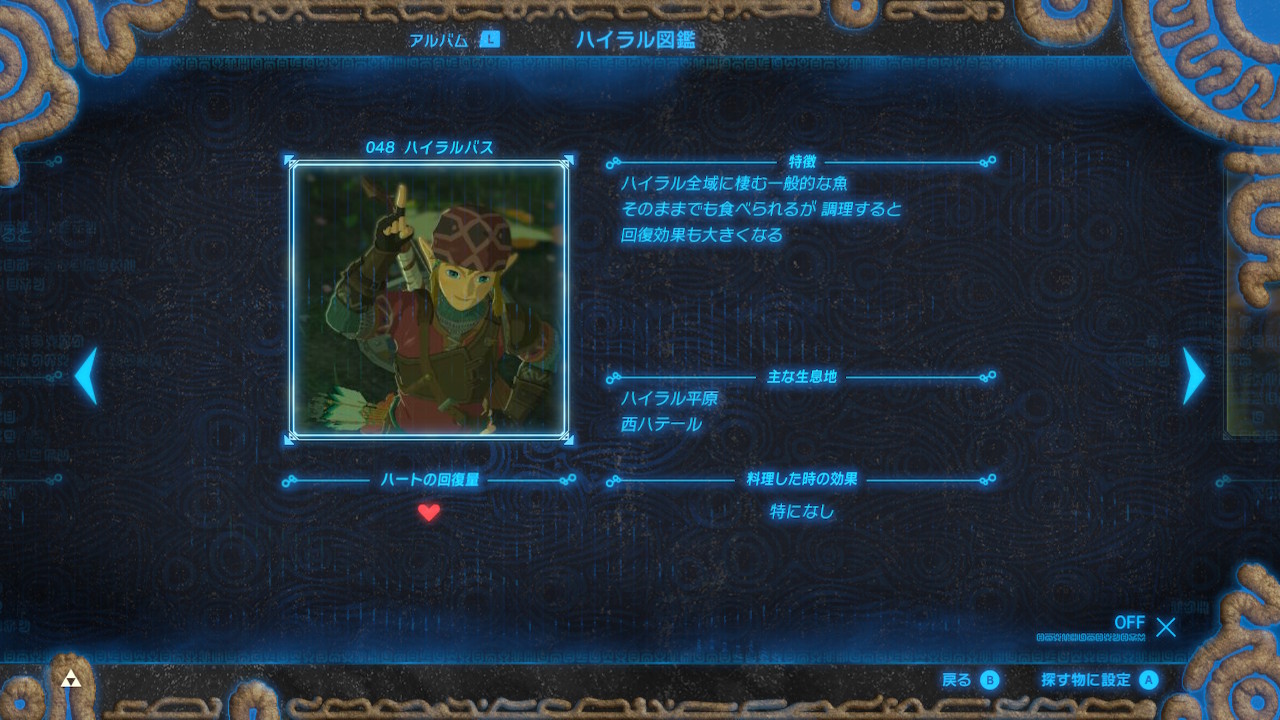 アルバム L
ハイラル図鑑
048 ハイラルバス
特徴
ハイラル全域に棲む一般的な魚
そのままでも食べられるが 調理すると
回復効果も大きくなる
主な生息地
ハイラル平原
西ハテール
ハートの回復量
料理した時の効果
特になし
OFF
戻る B
探す物に設定 A